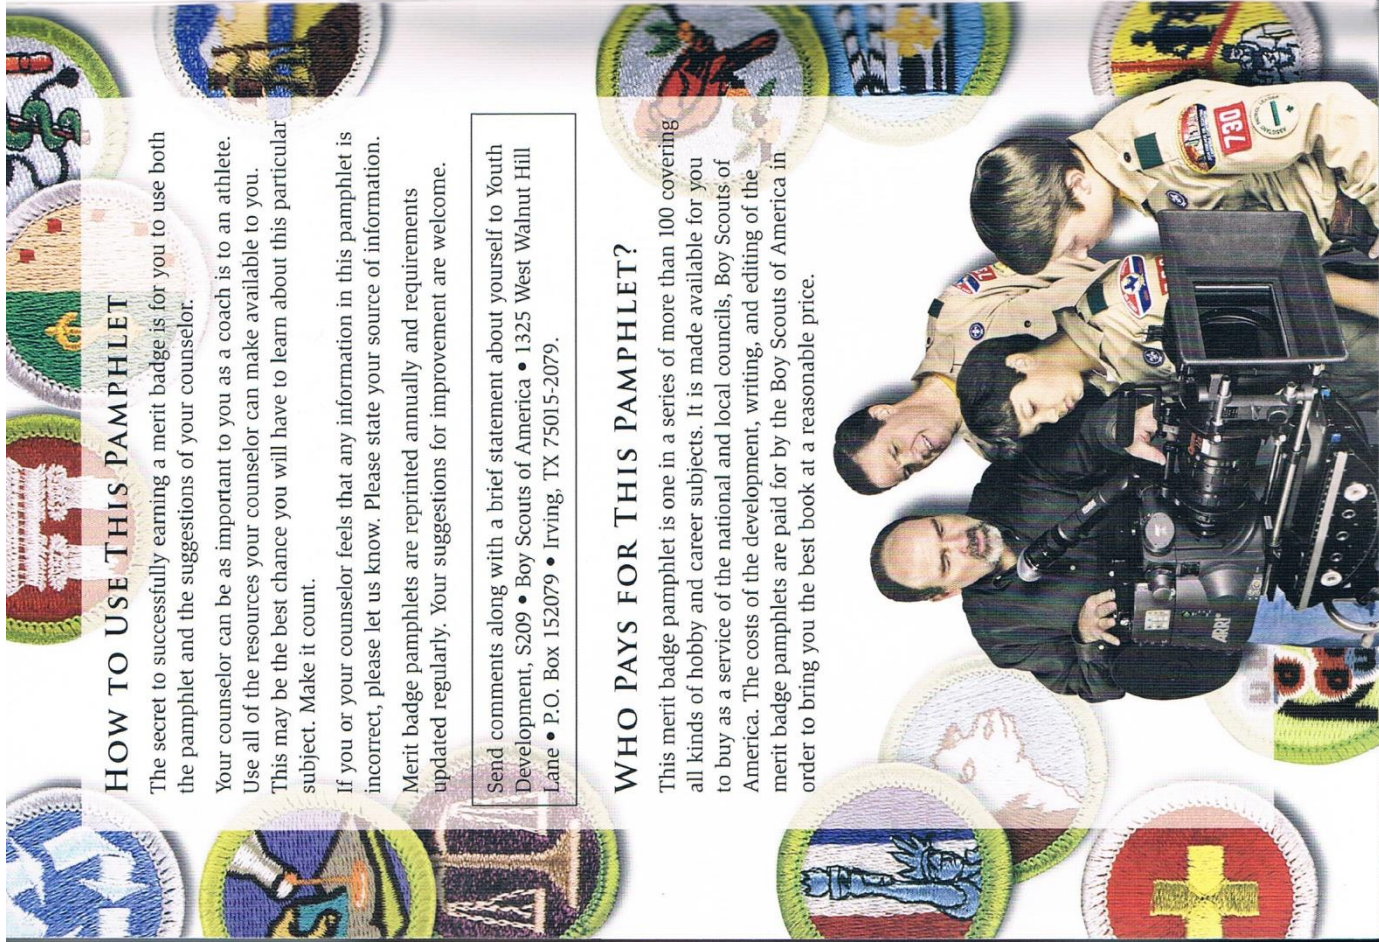 HOW TO USE THIS PAMPHLET
The secret to successfully earning a merit badge is for you to use both
the pamphlet and the suggestions of your counselor.
Your counselor can be as important to you as a coach is to an athlete.
Use all of the resources your counselor can make available to you.
This may be the best chance you will have to learn about this particular
subject. Make it count.
If you or your counselor feels that any information in this pamphlet is
incorrect, please let us know. Please state your source of information.
Merit badge pamphlets are reprinted annually and requirements
updated regularly. Your suggestions for improvement are welcome.
Send comments along with a brief statement about yourself to Youth
Development, S209 • Boy Scouts of America • 1325 West Walnut Hill
Lane • P.O. Box 152079 • Irving, TX 75015-2079.
WHO PAYS FOR THIS PAMPHLET?
This merit badge pamphlet is one in a series of more than 100 covering
all kinds of hobby and career subjects. It is made available for you
to buy as a service of the national and local councils, Boy Scouts of
America. The costs of the development, writing, and editing of the
merit badge pamphlets are paid for by the Boy Scouts of America in
order to bring you the best book at a reasonable price.
730
ARRI